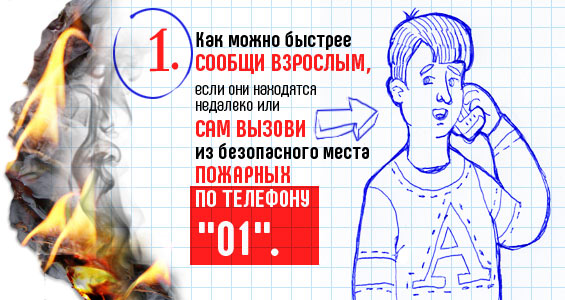 1.
Как можно быстрее
СООБЩИ ВЗРОСЛЫМ,
если они находятся
недалеко или
САМ ВЫЗОВИ
из безопасного места
ПОЖАРНЫХ
ПО ТЕЛЕФОНУ
"01".
А